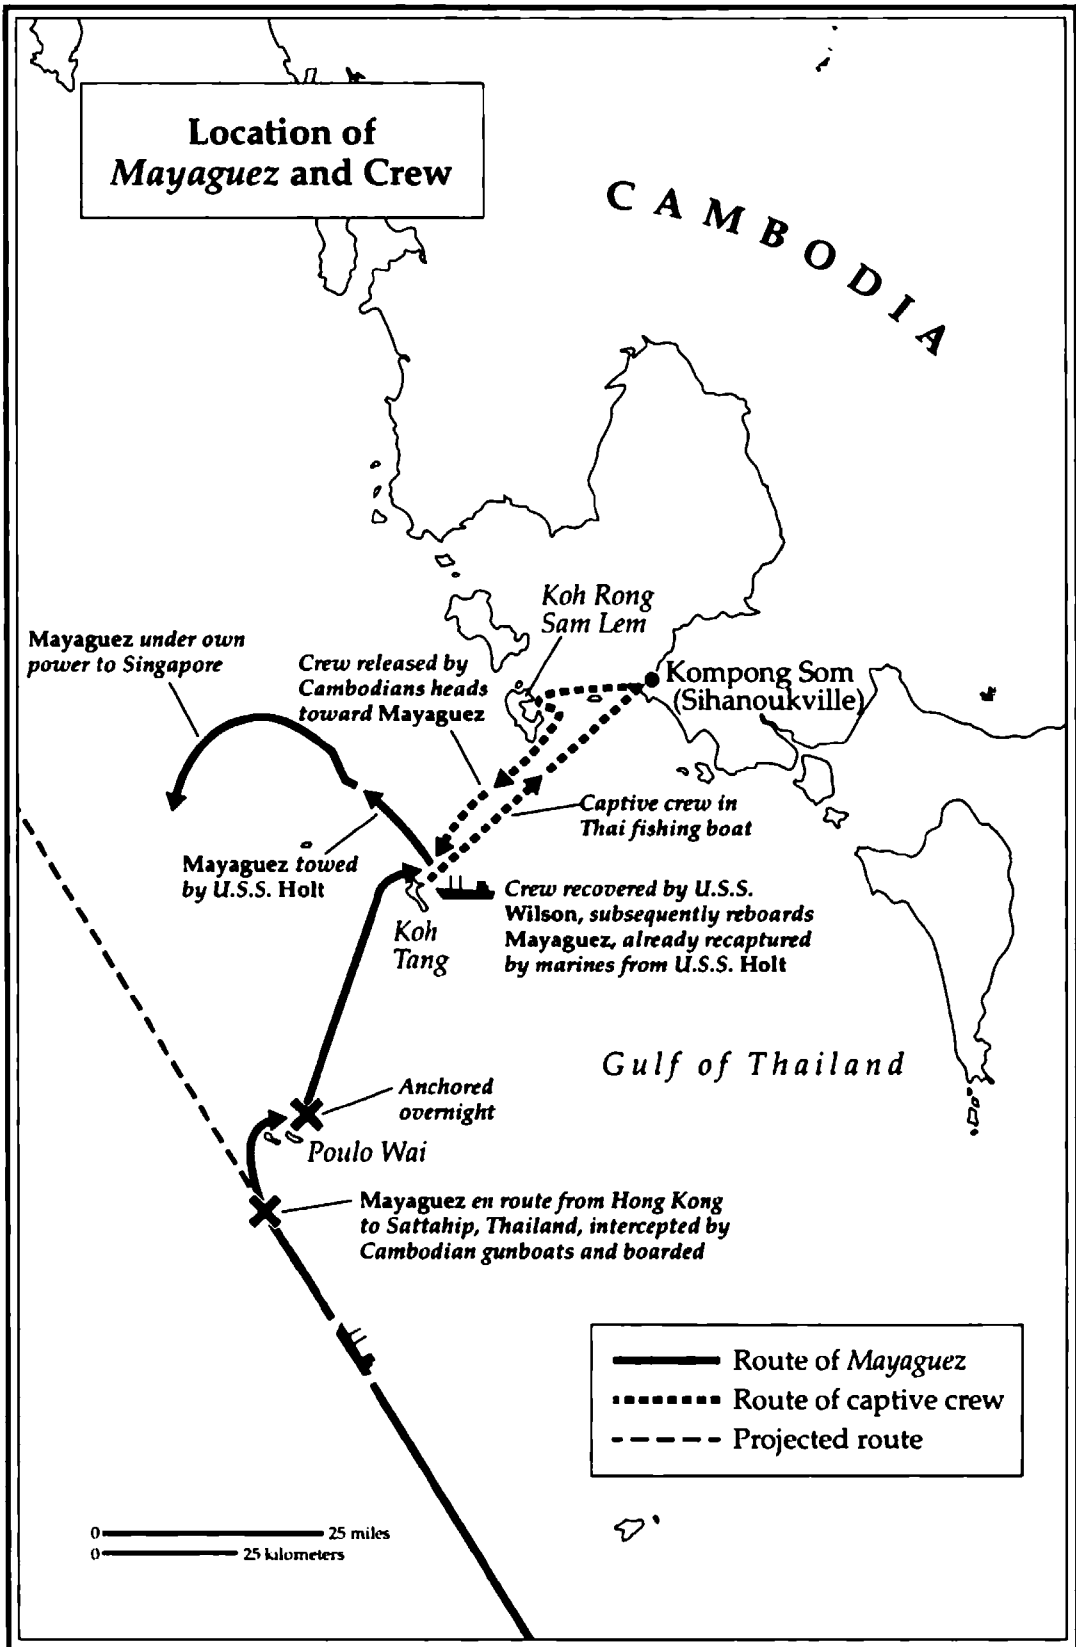 Location of
Mayaguez and Crew
CAMBODIA
Koh Rong
Sam Lem
Mayaguez under own
power to Singapore
Crew released by
Cambodians heads
toward Mayaguez
Kompong Som
(Sihanoukville)
Captive crew in
Thai fishing boat
Mayaguez towed
by U.S.S. Holt
Crew recovered by U.S.S.
Wilson, subsequently reboards
Mayaguez, already recaptured
by marines from U.S.S. Holt
Koh
Tang
Gulf of Thailand
Anchored
overnight
Poulo Wai
Mayaguez en route from Hong Kong
to Sattahip, Thailand, intercepted by
Cambodian gunboats and boarded
Route of Mayaguez
Route of captive crew
Projected route
0 25 miles
0 25 kilometers